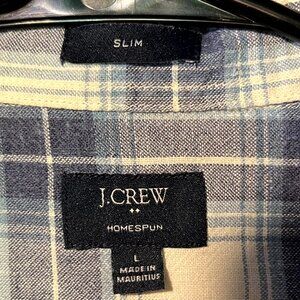 SLIM
J.CREW
HOMESPUN
L
MADE IN
MAURITIUS